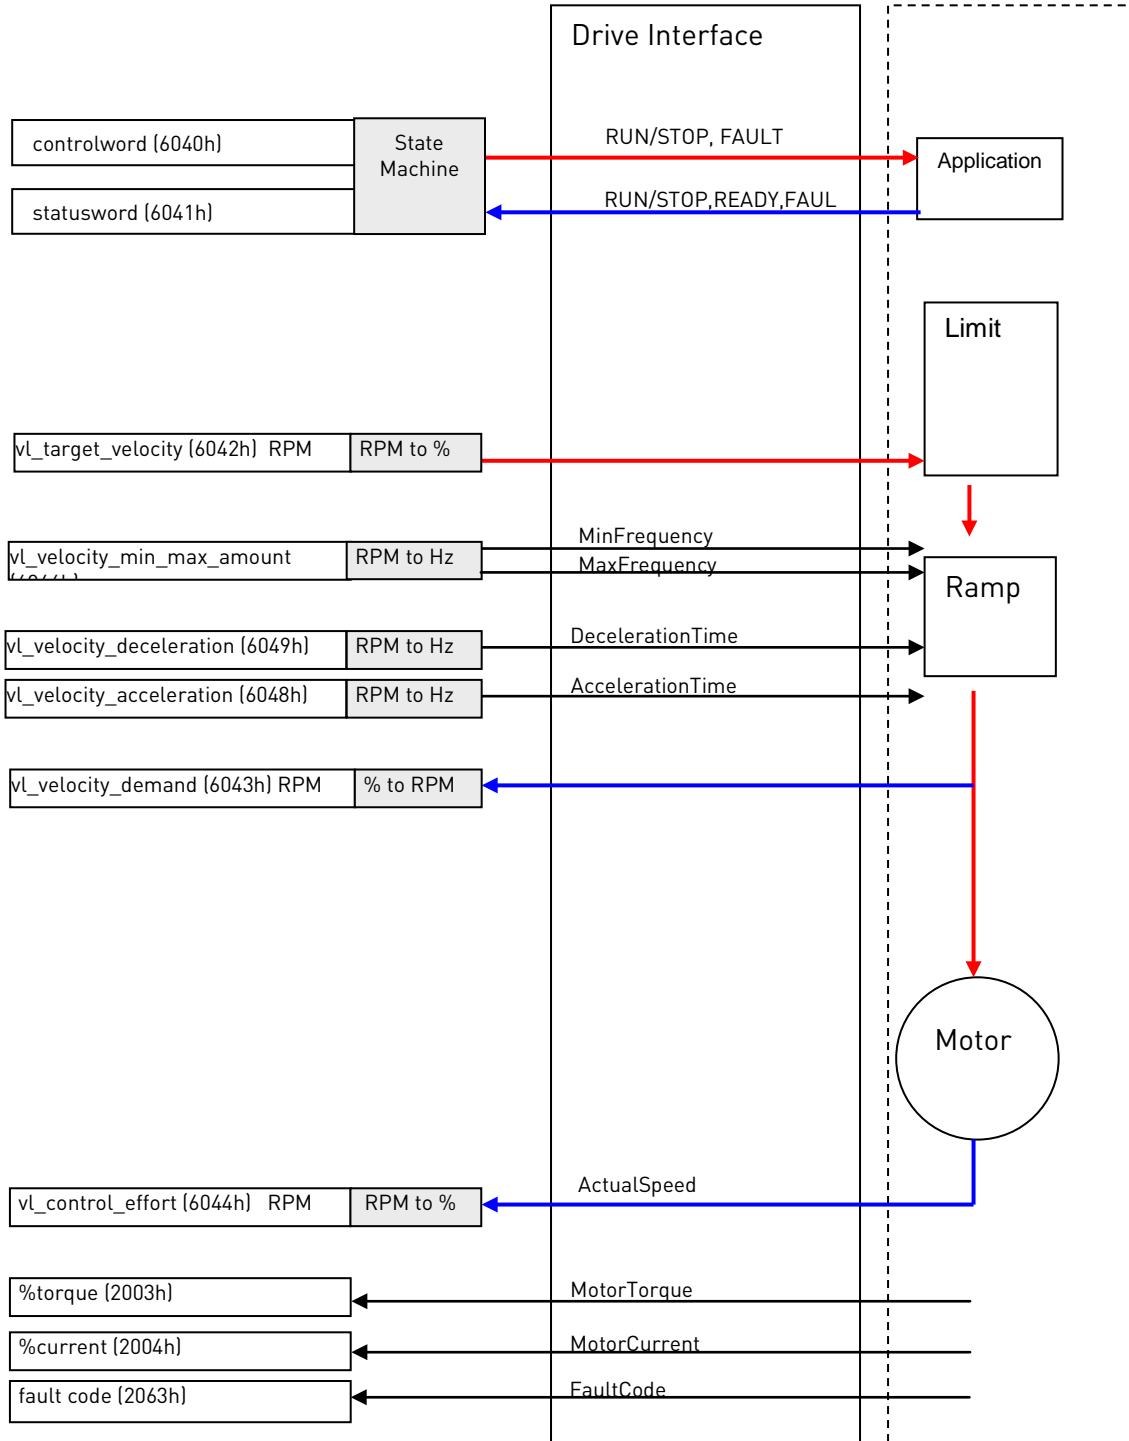 Drive Interface
controlword (6040h)
State
Machine
RUN/STOP, FAULT
Application
statusword (6041h)
RUN/STOP,READY,FAUL
Limit
vl_target_velocity (6042h) RPM
RPM to %
MinFrequency
vl_velocity_min_max_amount
RPM to Hz
MaxFrequency
Ramp
vl_velocity_deceleration (6049h)
RPM to Hz
DecelerationTime
vl_velocity_acceleration (6048h)
RPM to Hz
AccelerationTime
vl_velocity_demand (6043h) RPM
% to RPM
Motor
vl_control_effort (6044h) RPM
RPM to %
ActualSpeed
%torque (2003h)
MotorTorque
%current (2004h)
MotorCurrent
fault code (2063h)
FaultCode